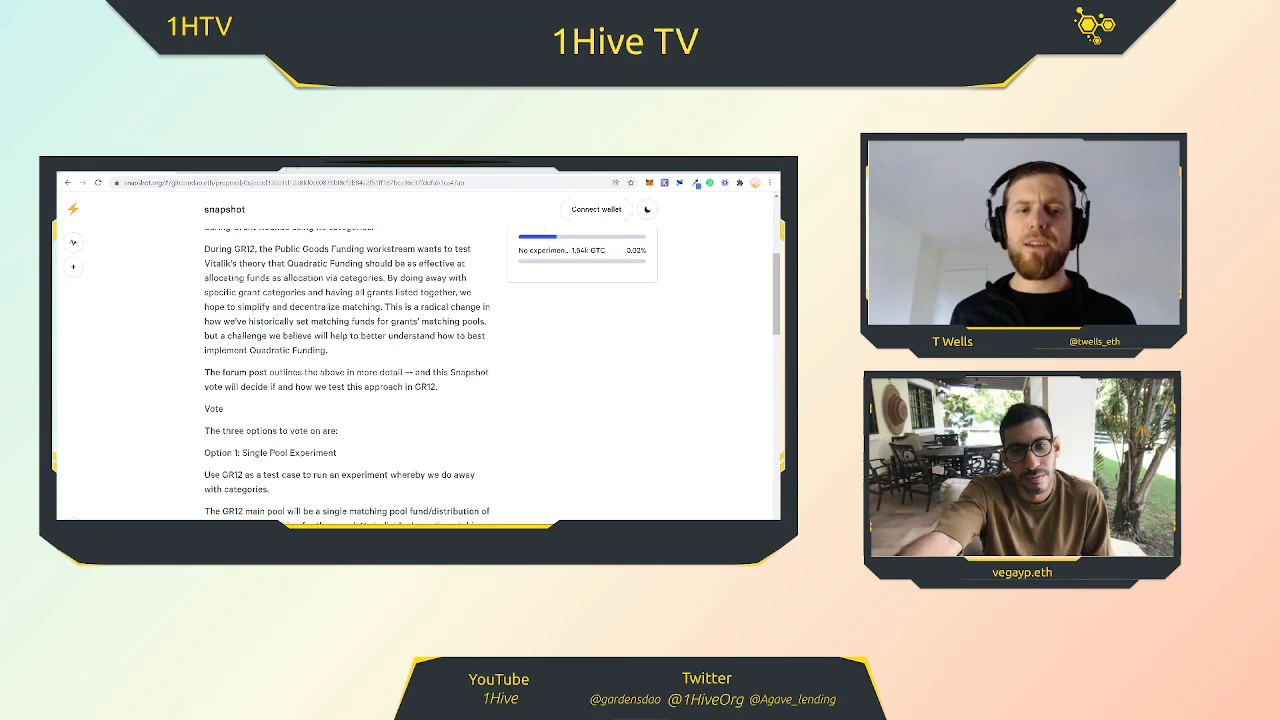 1HTV
1Hive TV
snapshot
Connect wallet
During GR12, the Public Goods Funding workstream wants to test
Vitalik's theory that Quadratic Funding should be as effective at
allocating funds as allocation via categories. By doing away with
specific grant categories and having all grants listed together, we
hope to simplify and decentralize matching. This is a radical change in
how we've historically set matching funds for grants' matching pools,
but a challenge we believe will help to better understand how to best
implement Quadratic Funding.
The forum post outlines the above in more detail -- and this Snapshot
vote will decide if and how we test this approach in GR12.
Vote
The three options to vote on are:
Option 1: Single Pool Experiment
Use GR12 as a test case to run an experiment whereby we do away
with categories.
The GR12 main pool will be a single matching pool fund/distribution of
No experimen... 1.54k GTC 0.02%
T Wells @twells_eth
vegayp.eth
YouTube
1Hive
Twitter
@gardensdao @1HiveOrg @Agave_lending